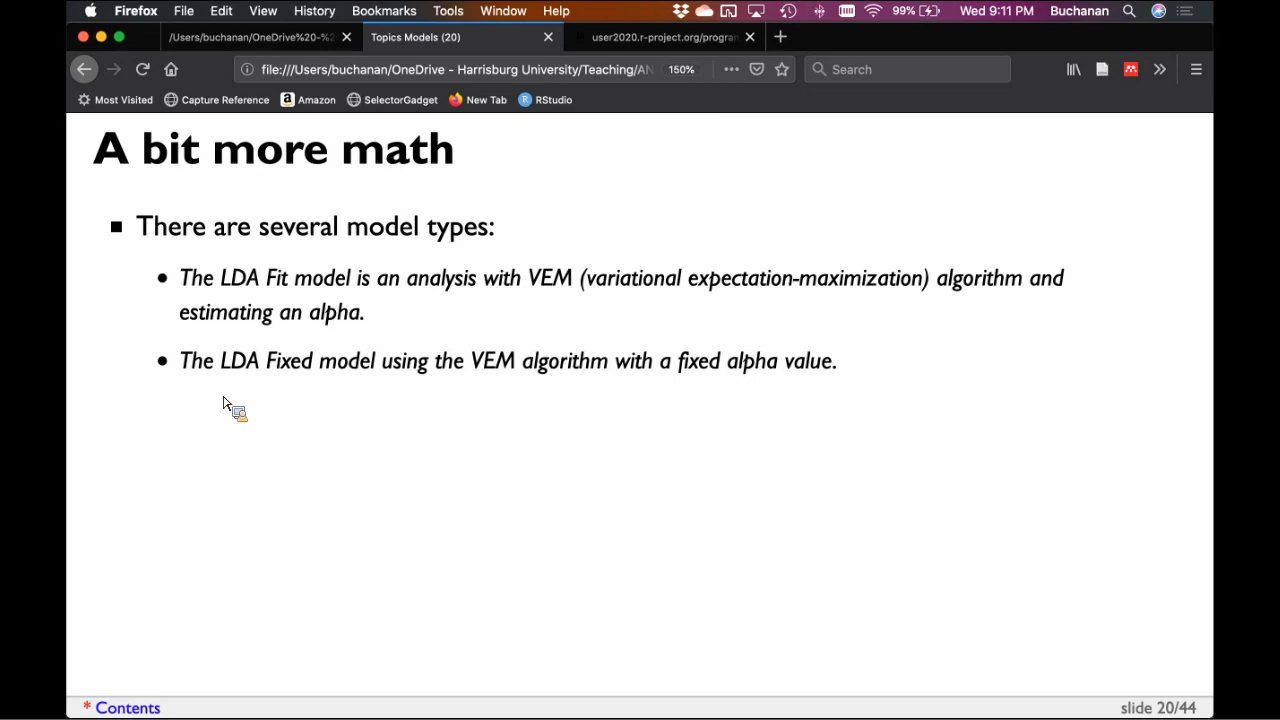 Firefox File Edit View History Bookmarks Tools Window Help 99% Wed 9:11 PM Buchanan
/Users/buchanan/OneDrive%20-%2 Topics Models (20) user2020.r-project.org/program
file:///Users/buchanan/OneDrive - Harrisburg University/Teaching/AN 150% Search
Most Visited Capture Reference Amazon SelectorGadget New Tab RStudio
A bit more math
There are several model types:
The LDA Fit model is an analysis with VEM (variational expectation-maximization) algorithm and
estimating an alpha.
The LDA Fixed model using the VEM algorithm with a fixed alpha value.
* Contents slide 20/44